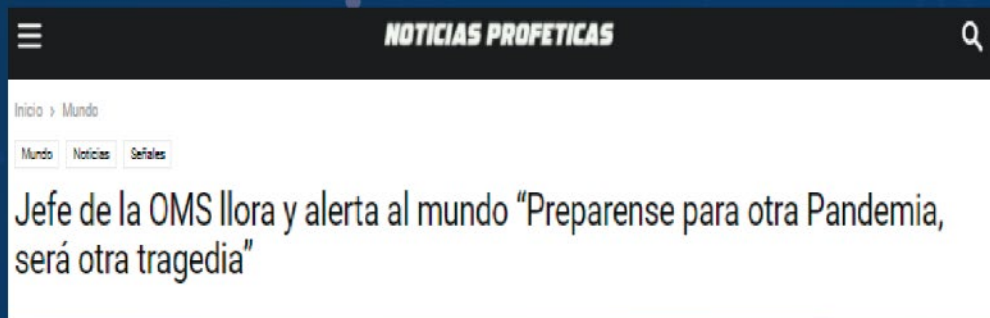 NOTICIAS PROFETICAS
Inicio > Mundo
Mundo Noticias Señales
Jefe de la OMS llora y alerta al mundo “Preparense para otra Pandemia,
será otra tragedia”